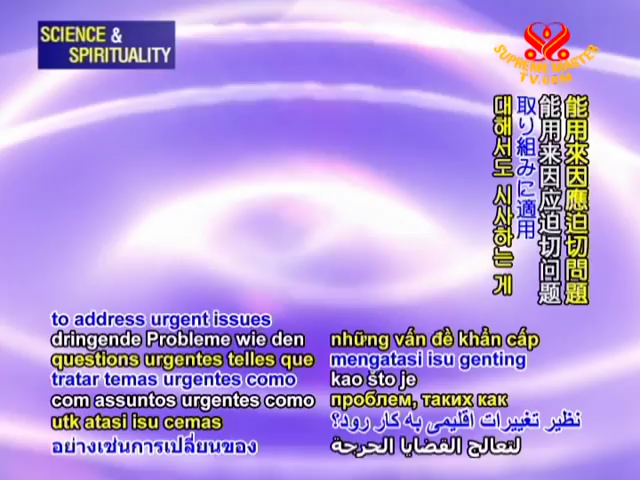 SCIENCE &
SPIRITUALITY
SUPREME MASTER
TV.COM
能用來因應迫切問題
能用来因应迫切问题
取り組みに適用
대해서도 시사하는 게
to address urgent issues
dringende Probleme wie den
questions urgentes telles que
tratar temas urgentes como
com assuntos urgentes como
utk atasi isu cemas
อย่างเช่นการเปลี่ยนของ
những vấn đề khẩn cấp
mengatasi isu genting
kao što je
проблем, таких как
نظیر تغییرات اقلیمی به کار رود؟
لتعالج القضايا الحرجة